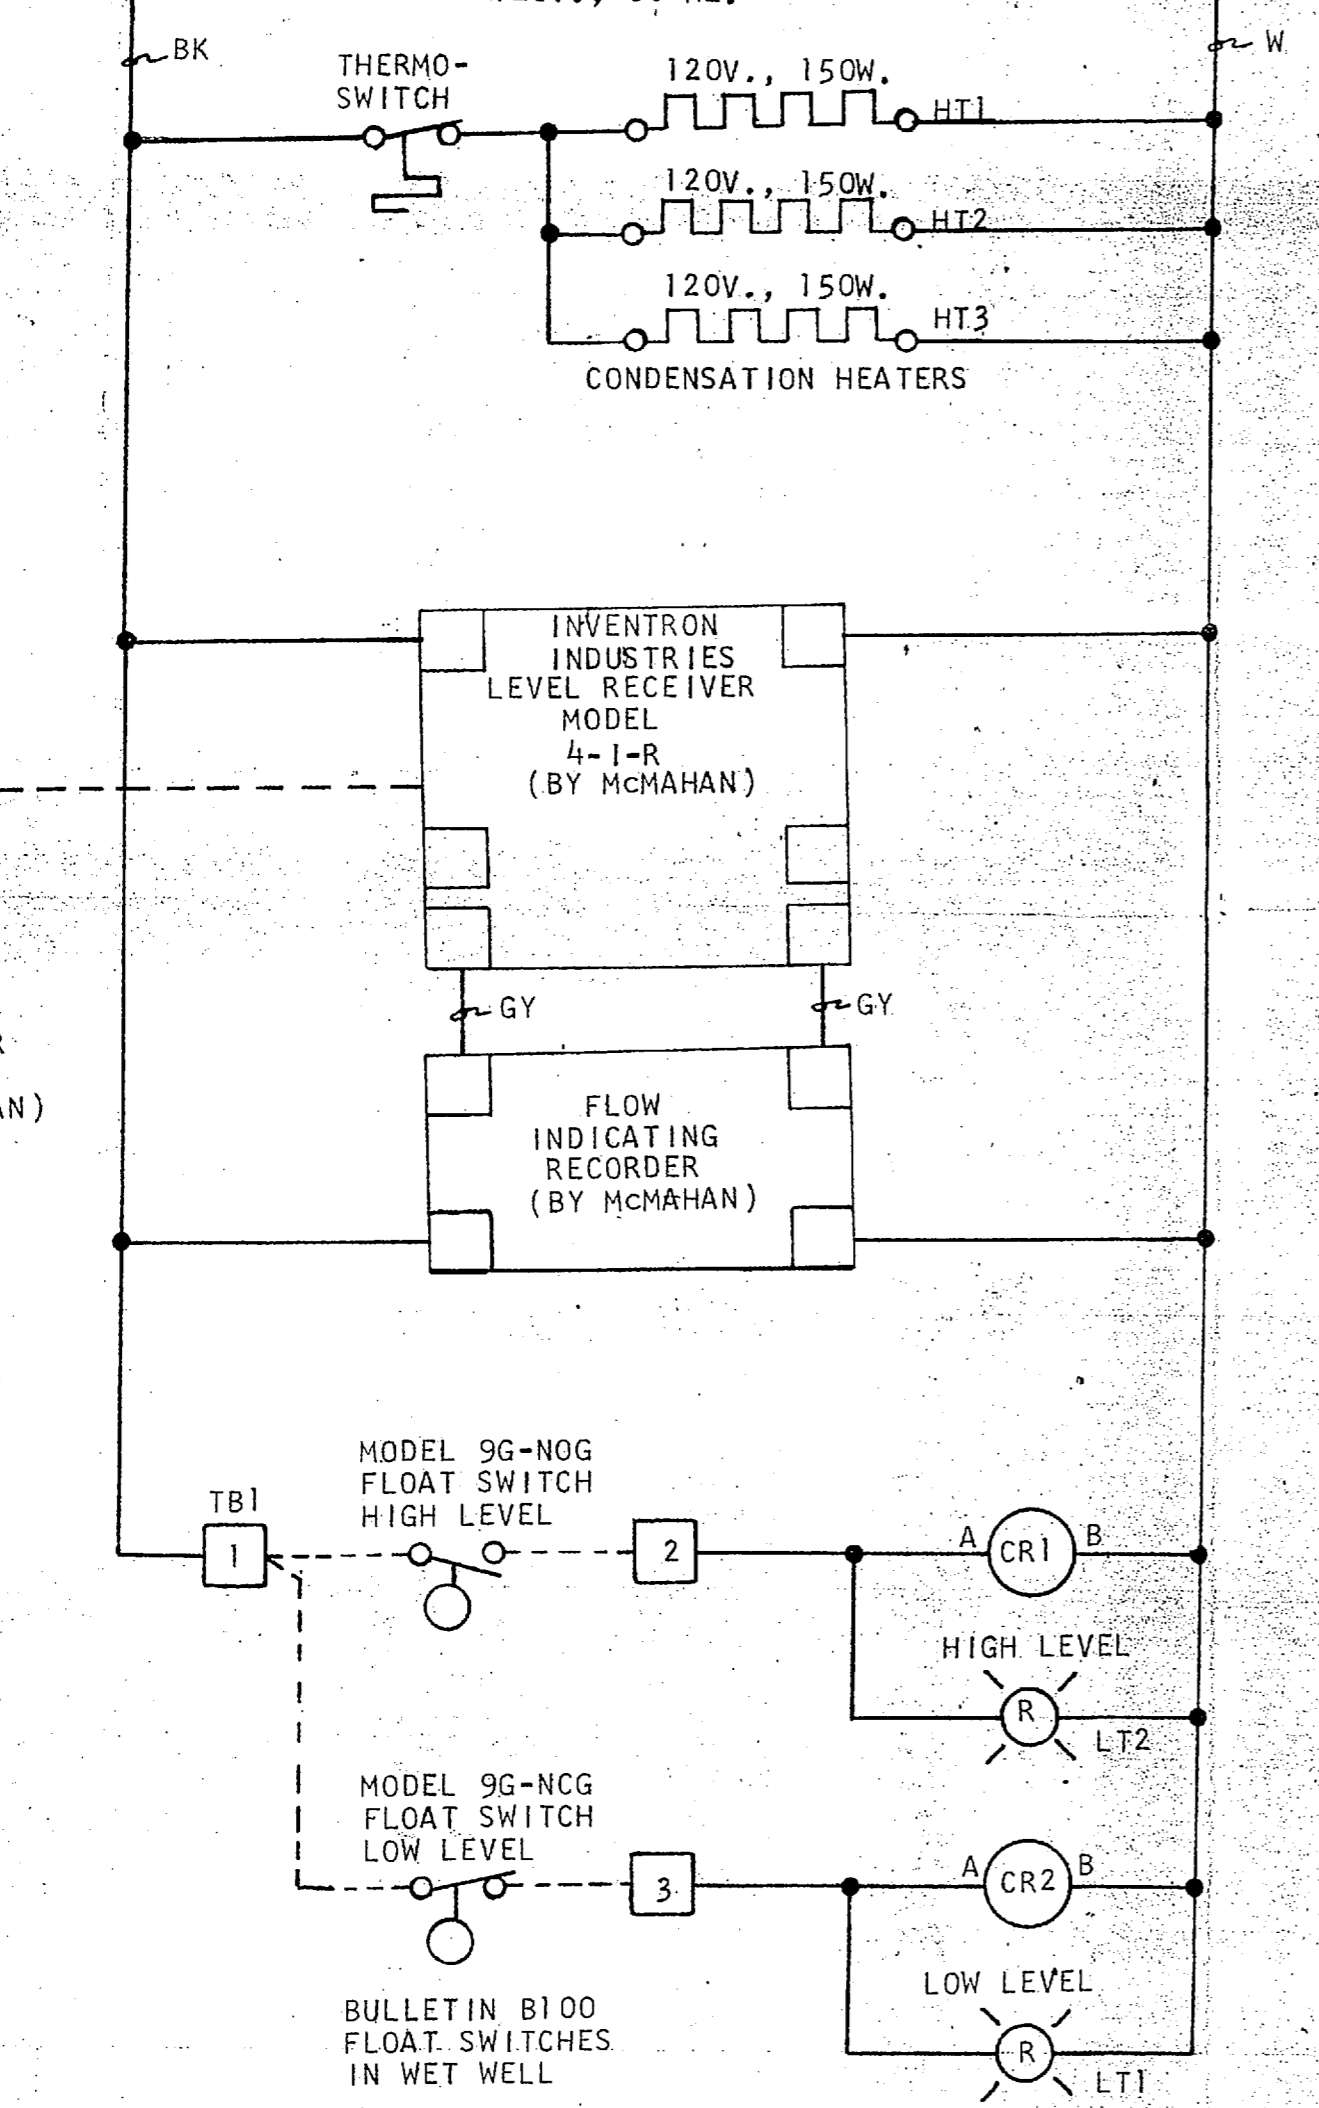 BK
W
THERMO-
SWITCH
120V., 150W.
HT1
120V., 150W.
HT2
120V., 150W.
HT3
CONDENSATION HEATERS
INVENTRON
INDUSTRIES
LEVEL RECEIVER
MODEL
4-1-R
(BY McMAHAN)
GY
GY
R
AN)
FLOW
INDICATING
RECORDER
(BY McMAHAN)
MODEL 9G-NOG
FLOAT SWITCH
HIGH LEVEL
TB1
1
2
A
CR1
B
HIGH LEVEL
R
LT2
MODEL 9G-NCG
FLOAT SWITCH
LOW LEVEL
3
A
CR2
B
LOW LEVEL
R
LT1
BULLETIN B100
FLOAT SWITCHES
IN WET WELL